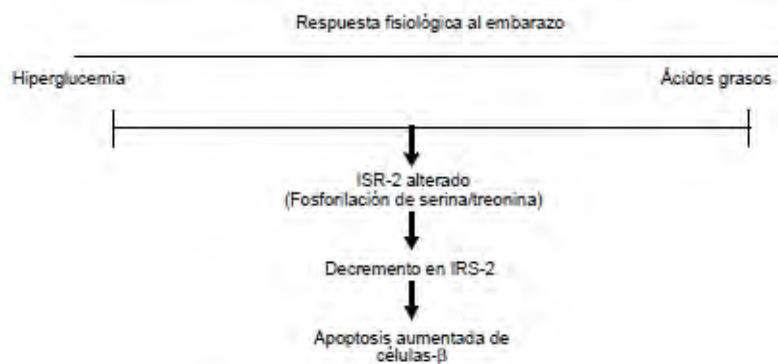 Respuesta fisiológica al embarazo
Hiperglucemia
Ácidos grasos
ISR-2 alterado
(Fosforilación de serina/treonina)
Decremento en IRS-2
Apoptosis aumentada de
células-β